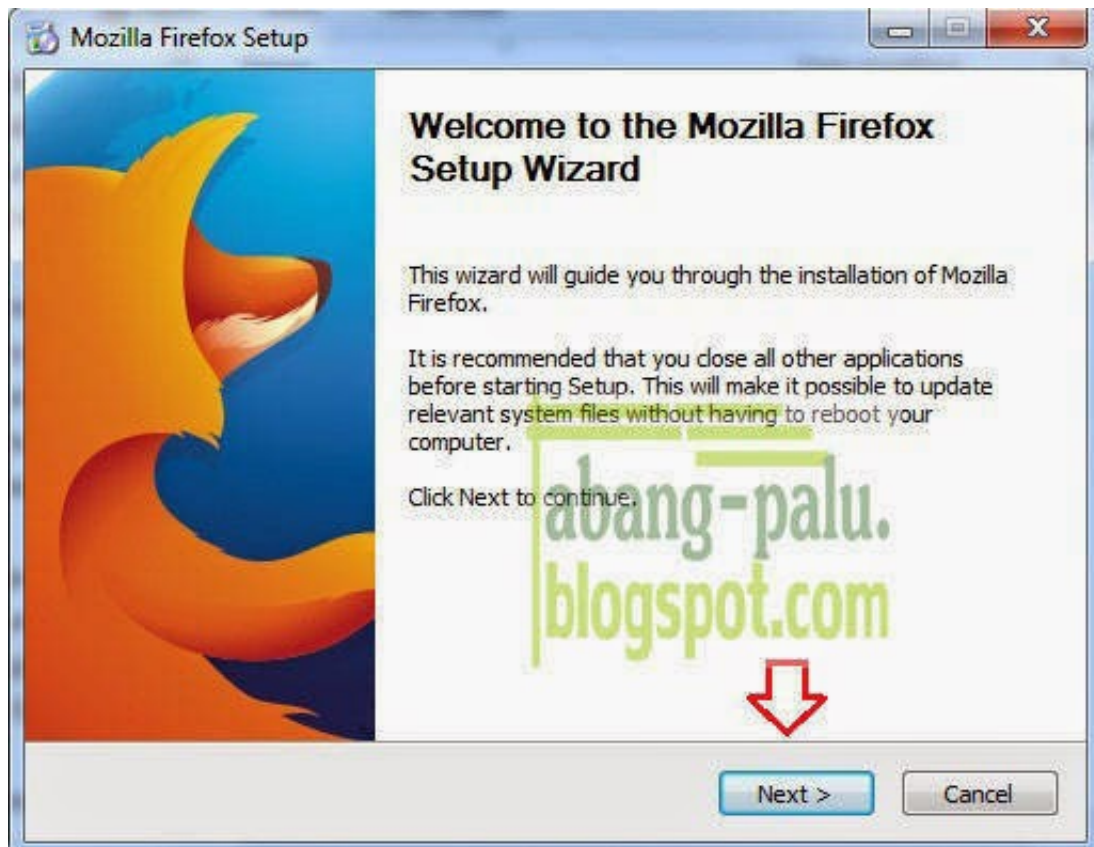 Mozilla Firefox Setup
Welcome to the Mozilla Firefox
Setup Wizard
This wizard will guide you through the installation of Mozilla
Firefox.
It is recommended that you close all other applications
before starting Setup. This will make it possible to update
relevant system files without having to reboot your
computer.
Click Next to continue.
abang-palu.
blogspot.com
Next >
Cancel